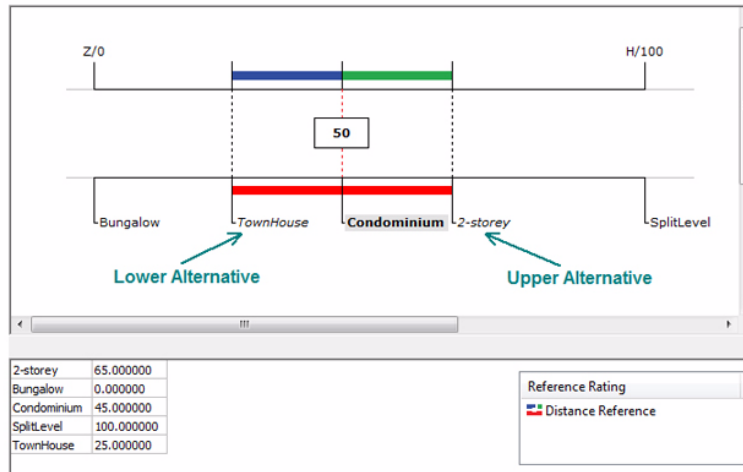 Z/0 H/100
50
Bungalow TownHouse Condominium 2-storey SplitLevel
Lower Alternative Upper Alternative
2-storey 65.000000
Bungalow 0.000000
Condominium 45.000000
SplitLevel 100.000000
TownHouse 25.000000
Reference Rating
Distance Reference